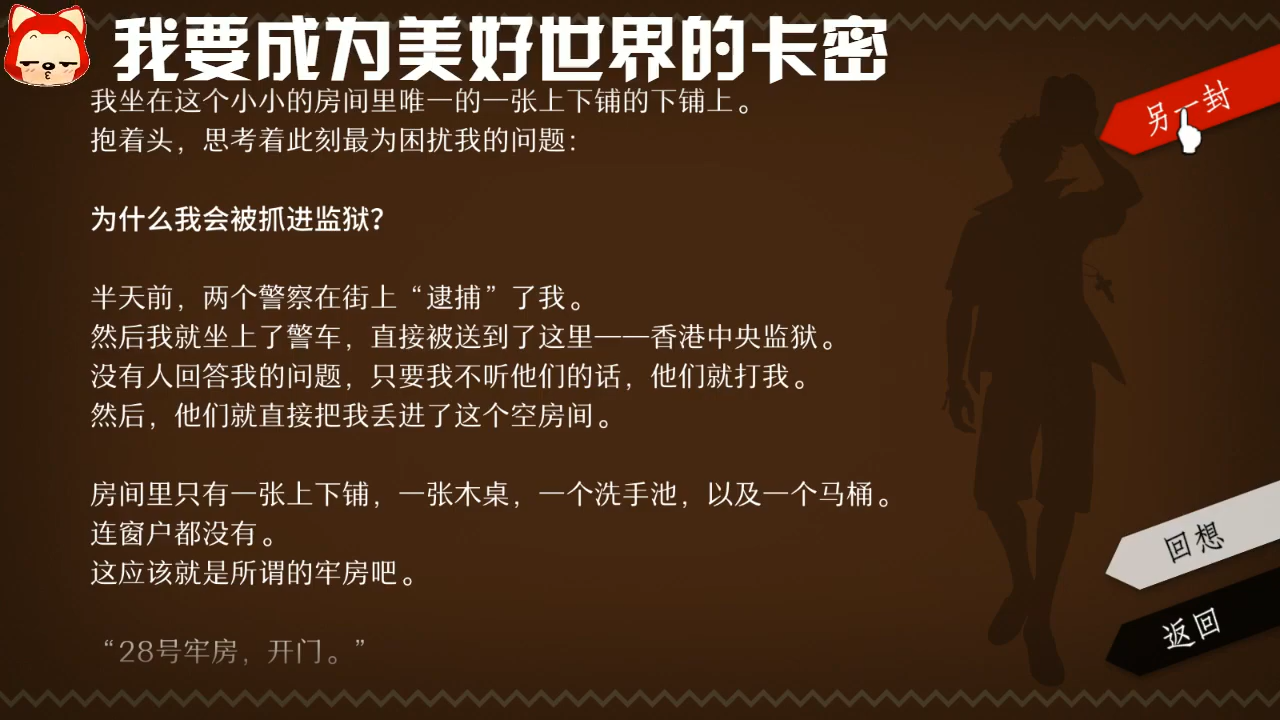 我要成为美好世界的卡密
我坐在这个小小的房间里唯一的一张上下铺的下铺上。
抱着头，思考着此刻最为困扰我的问题：
为什么我会被抓进监狱？
半天前，两个警察在街上“逮捕”了我。
然后我就坐上了警车，直接被送到了这里——香港中央监狱。
没有人回答我的问题，只要我不听他们的话，他们就打我。
然后，他们就直接把我丢进了这个空房间。
房间里只有一张上下铺，一张木桌，一个洗手池，以及一个马桶。
连窗户都没有。
这应该就是所谓的牢房吧。
“28号牢房，开门。”
另一封
回想
返回